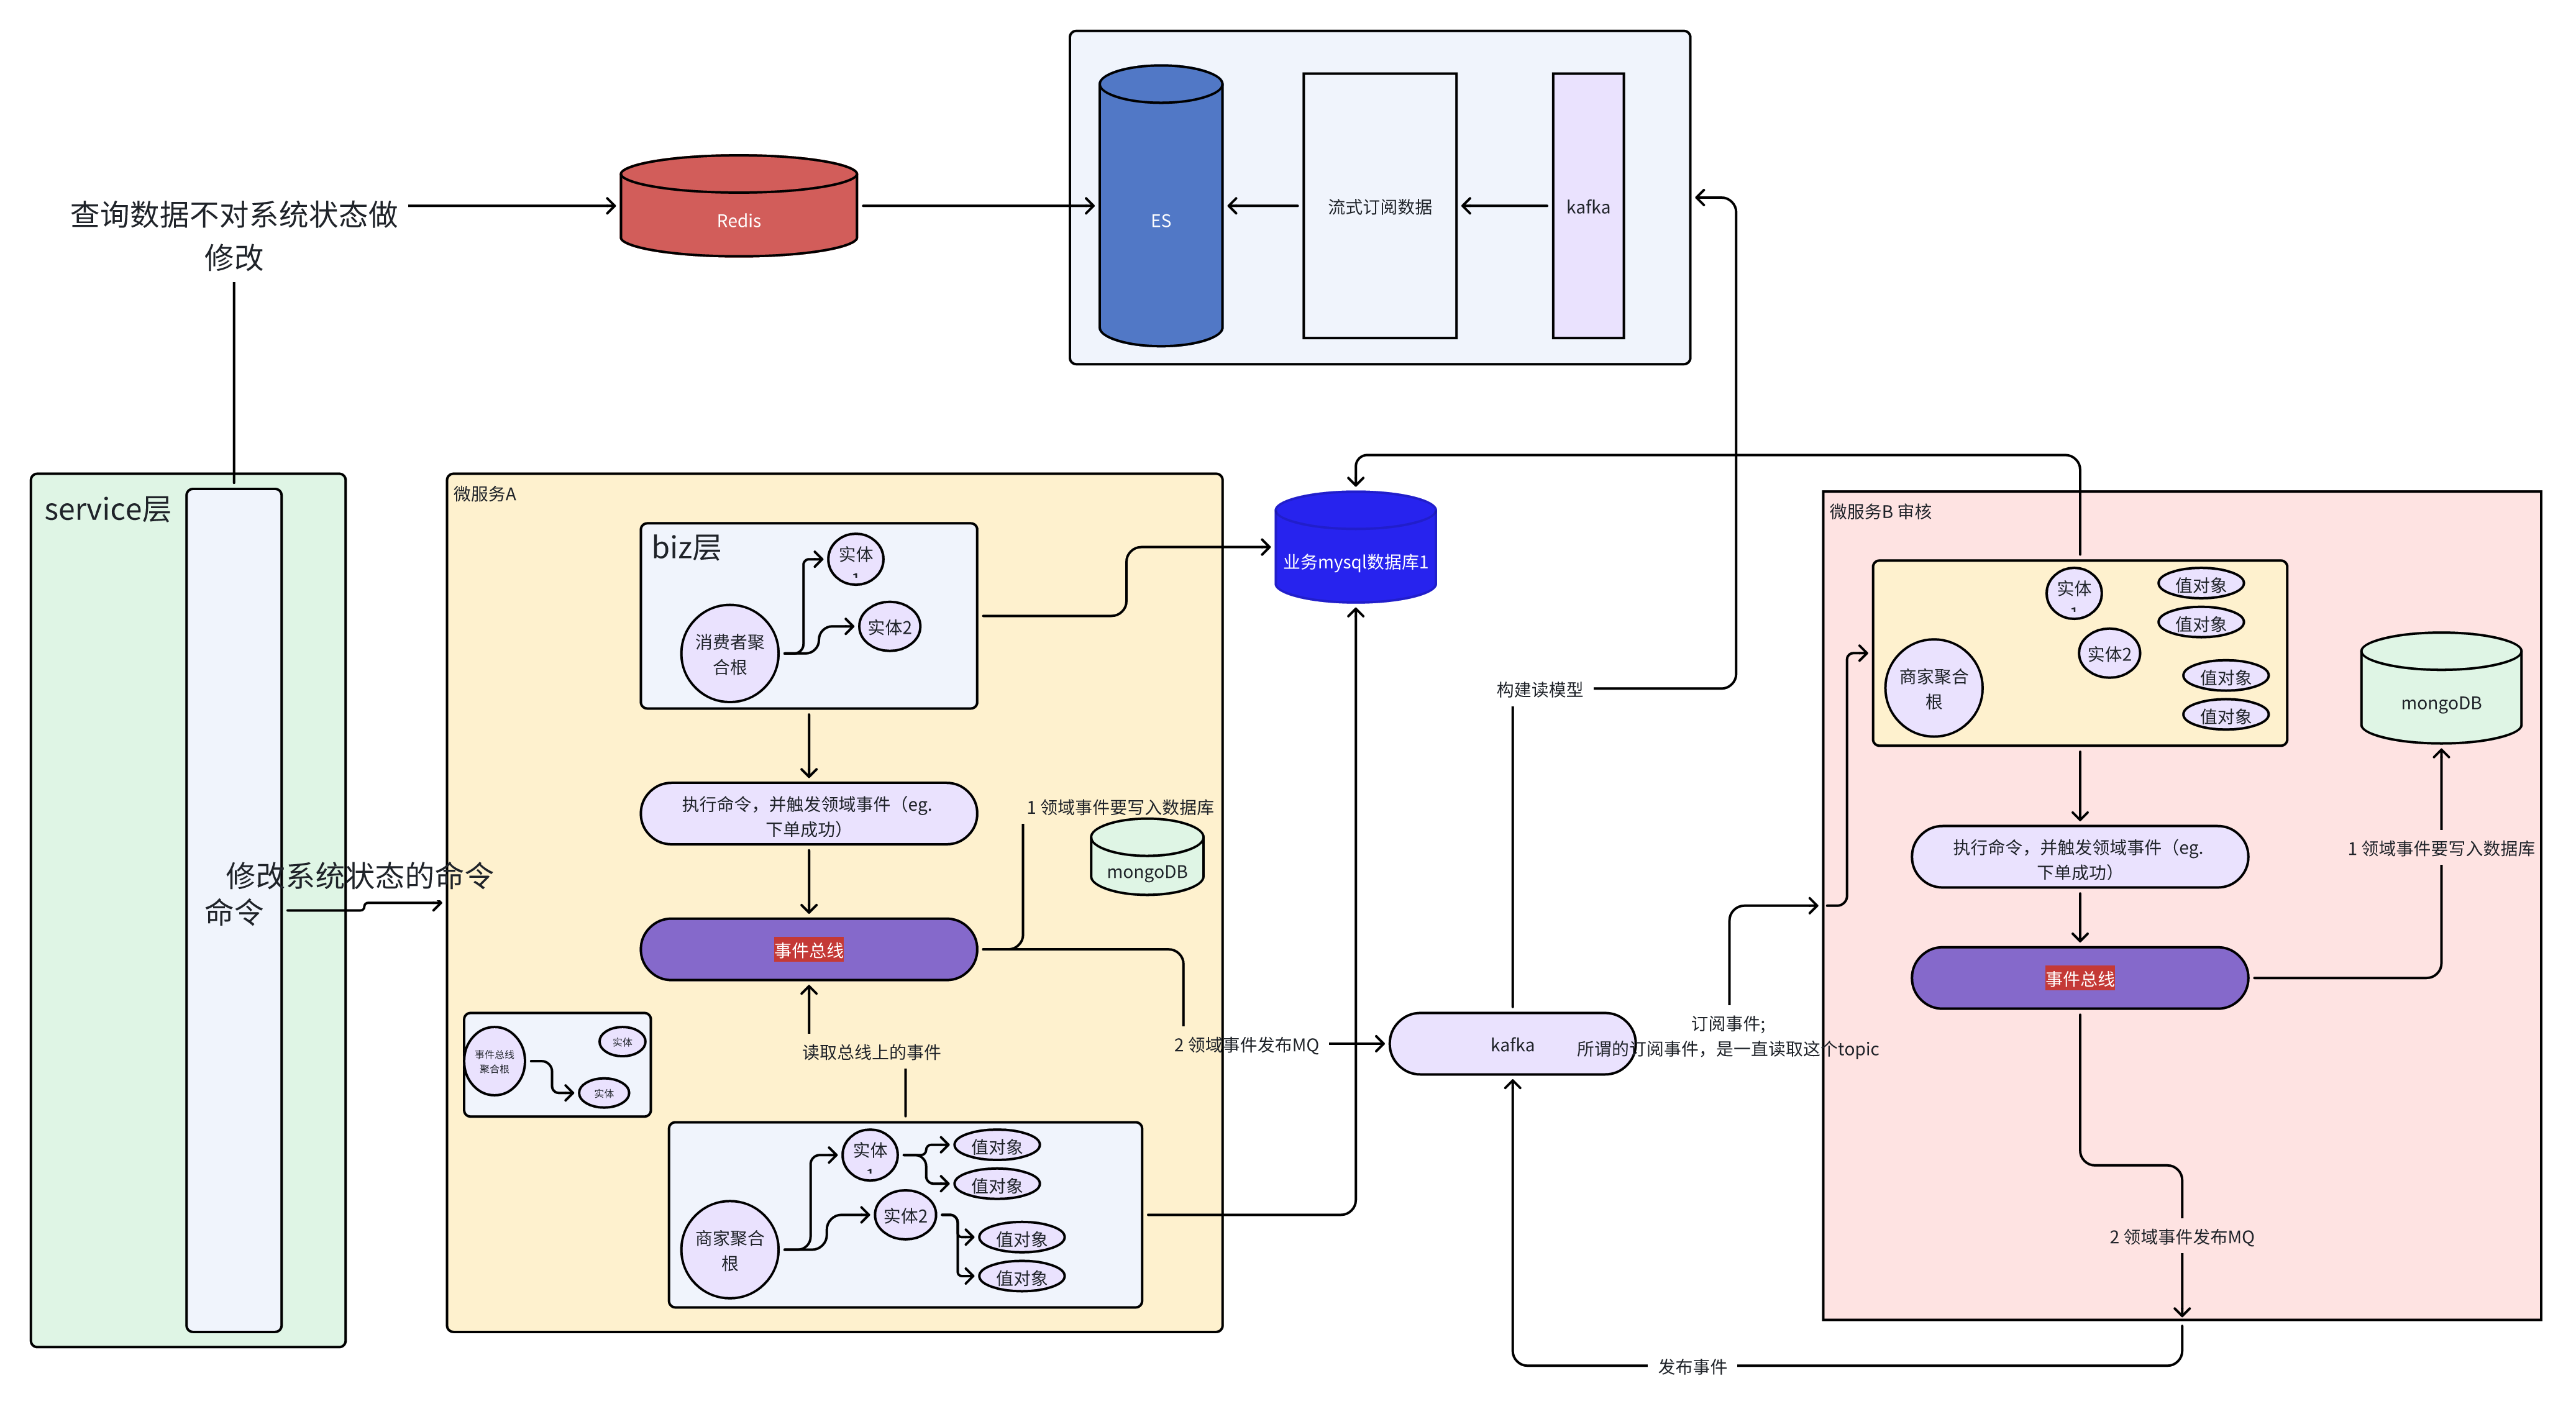 查询数据不对系统状态做
修改
Redis
ES
流式订阅数据
kafka
service层
修改系统状态的命令
命令
微服务A
biz层
实体
1
实体2
消费者聚
合根
执行命令，并触发领域事件（eg.
下单成功）
1 领域事件要写入数据库
mongoDB
事件总线
读取总线上的事件
事件总线
聚合根
实体
实体
实体
1
实体2
值对象
值对象
值对象
值对象
商家聚合
根
业务mysql数据库1
构建读模型
2 领域事件发布MQ
kafka
订阅事件;
所谓的订阅事件，是一直读取这个topic
发布事件
微服务B 审核
实体
1
实体2
值对象
值对象
值对象
值对象
商家聚合
根
mongoDB
执行命令，并触发领域事件（eg.
下单成功）
1 领域事件要写入数据库
事件总线
2 领域事件发布MQ